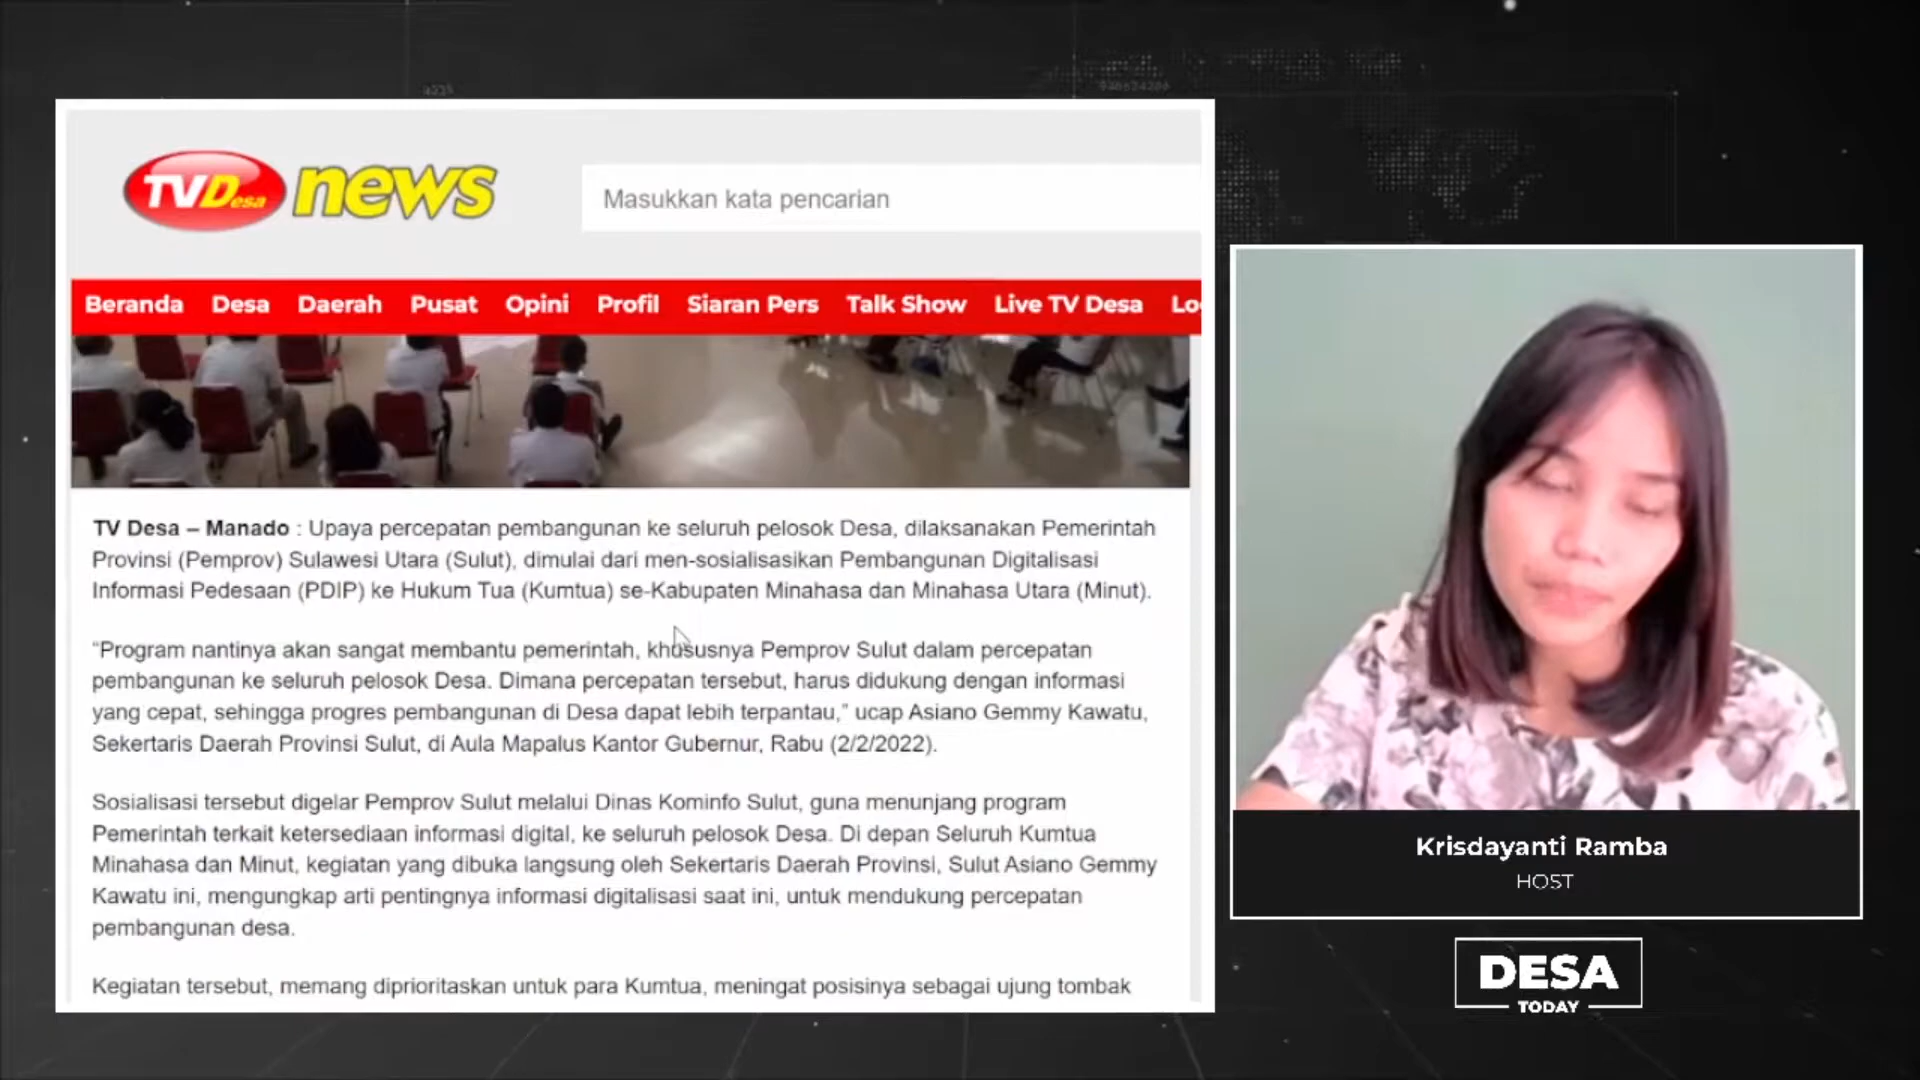 TVDesa news
Masukkan kata pencarian
Beranda Desa Daerah Pusat Opini Profil Siaran Pers Talk Show Live TV Desa
TV Desa – Manado : Upaya percepatan pembangunan ke seluruh pelosok Desa, dilaksanakan Pemerintah
Provinsi (Pemprov) Sulawesi Utara (Sulut), dimulai dari men-sosialisasikan Pembangunan Digitalisasi
Informasi Pedesaan (PDIP) ke Hukum Tua (Kumtua) se-Kabupaten Minahasa dan Minahasa Utara (Minut).
“Program nantinya akan sangat membantu pemerintah, khususnya Pemprov Sulut dalam percepatan
pembangunan ke seluruh pelosok Desa. Dimana percepatan tersebut, harus didukung dengan informasi
yang cepat, sehingga progres pembangunan di Desa dapat lebih terpantau,” ucap Asiano Gemmy Kawatu,
Sekertaris Daerah Provinsi Sulut, di Aula Mapalus Kantor Gubernur, Rabu (2/2/2022).
Sosialisasi tersebut digelar Pemprov Sulut melalui Dinas Kominfo Sulut, guna menunjang program
Pemerintah terkait ketersediaan informasi digital, ke seluruh pelosok Desa. Di depan Seluruh Kumtua
Minahasa dan Minut, kegiatan yang dibuka langsung oleh Sekertaris Daerah Provinsi, Sulut Asiano Gemmy
Kawatu ini, mengungkap arti pentingnya informasi digitalisasi saat ini, untuk mendukung percepatan
pembangunan desa.
Kegiatan tersebut, memang diprioritaskan untuk para Kumtua, meningat posisinya sebagai ujung tombak
Krisdayanti Ramba
HOST
DESA
TODAY